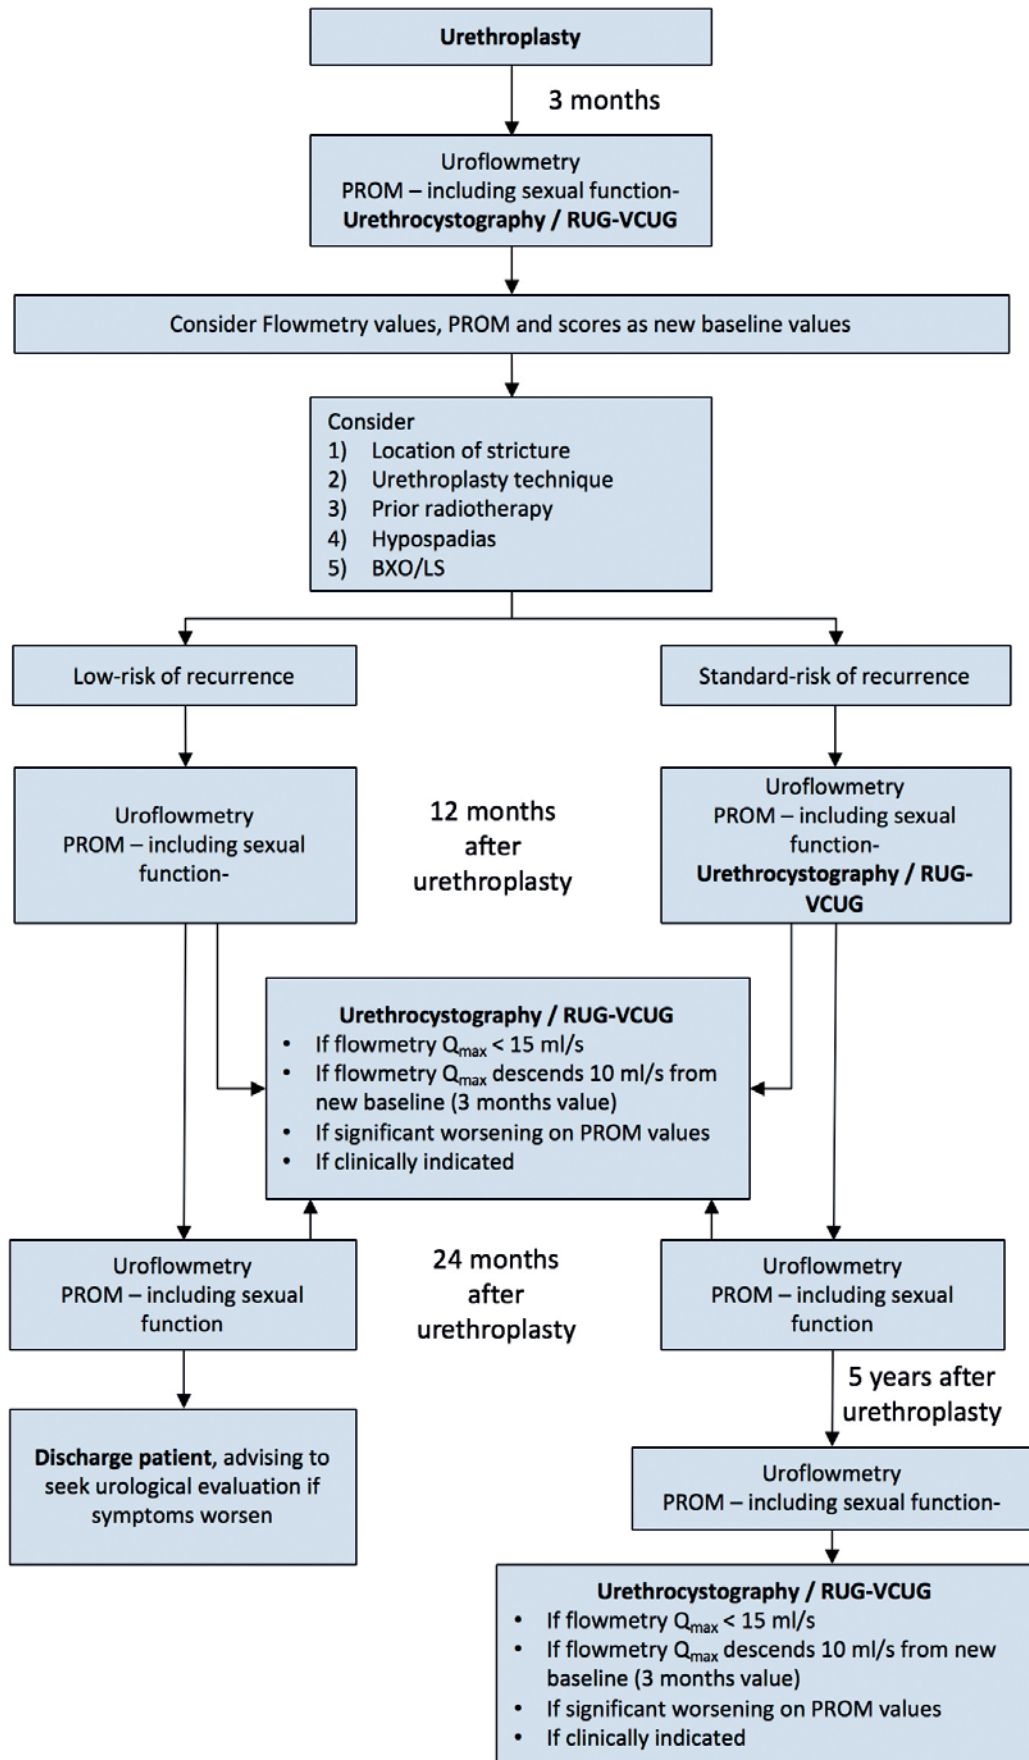 Urethroplasty
3 months
Uroflowmetry
PROM – including sexual function-
Urethrocystography / RUG-VCUG
Consider Flowmetry values, PROM and scores as new baseline values
Consider
1) Location of stricture
2) Urethroplasty technique
3) Prior radiotherapy
4) Hypospadias
5) BXO/LS
Low-risk of recurrence
Standard-risk of recurrence
Uroflowmetry
PROM – including sexual
function-
12 months
after
urethroplasty
Uroflowmetry
PROM – including sexual
function-
Urethrocystography / RUG-
VCUG
Urethrocystography / RUG-VCUG
• If flowmetry Qmax < 15 ml/s
• If flowmetry Qmax descends 10 ml/s from
new baseline (3 months value)
• If significant worsening on PROM values
• If clinically indicated
Uroflowmetry
PROM – including sexual
function
24 months
after
urethroplasty
Uroflowmetry
PROM – including sexual
function
5 years after
urethroplasty
Discharge patient, advising to
seek urological evaluation if
symptoms worsen
Uroflowmetry
PROM – including sexual function-
Urethrocystography / RUG-VCUG
• If flowmetry Qmax < 15 ml/s
• If flowmetry Qmax descends 10 ml/s from new
baseline (3 months value)
• If significant worsening on PROM values
• If clinically indicated